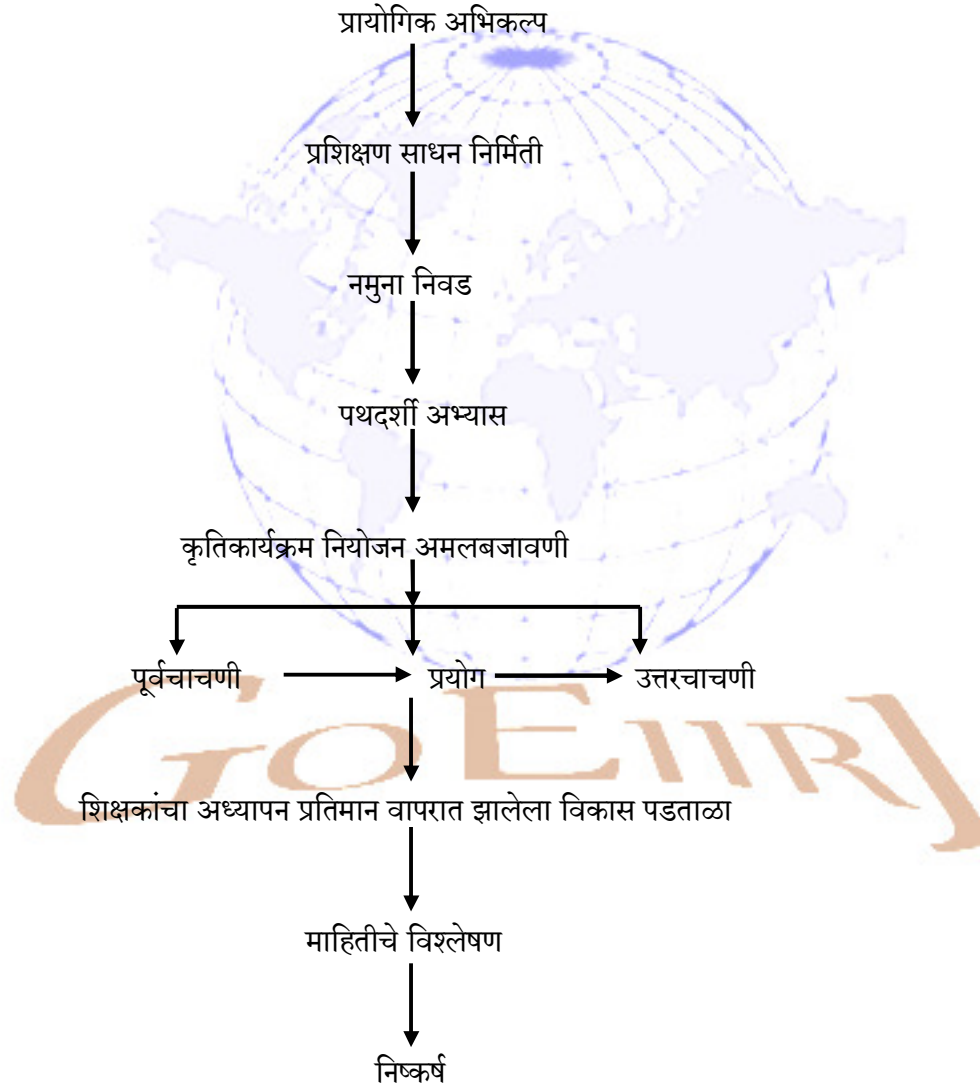 प्रायोगिक अभिकल्प
प्रशिक्षण साधन निर्मिती
नमुना निवड
पथदर्शी अभ्यास
कृतिकार्यक्रम नियोजन अमलबजावणी
पूर्वचाचणी प्रयोग उत्तरचाचणी
GOEIIRJ
शिक्षकांचा अध्यापन प्रतिमान वापरात झालेला विकास पडताळा
माहितीचे विश्लेषण
निष्कर्ष